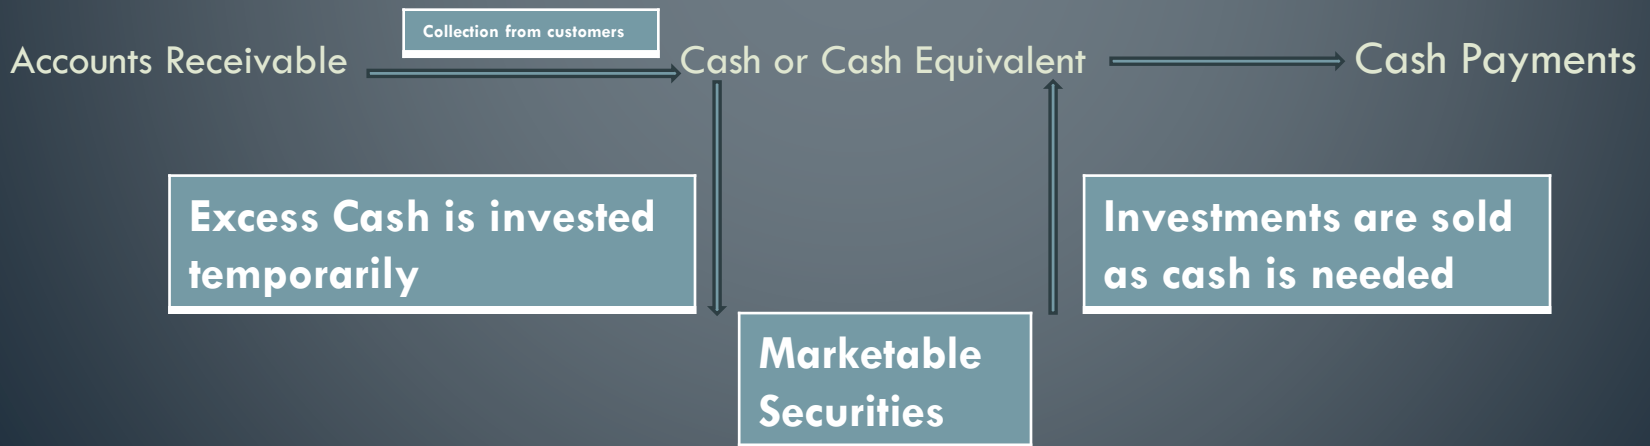 Collection from customers
Accounts Receivable
Cash or Cash Equivalent
Cash Payments
Excess Cash is invested
temporarily
Investments are sold
as cash is needed
Marketable
Securities